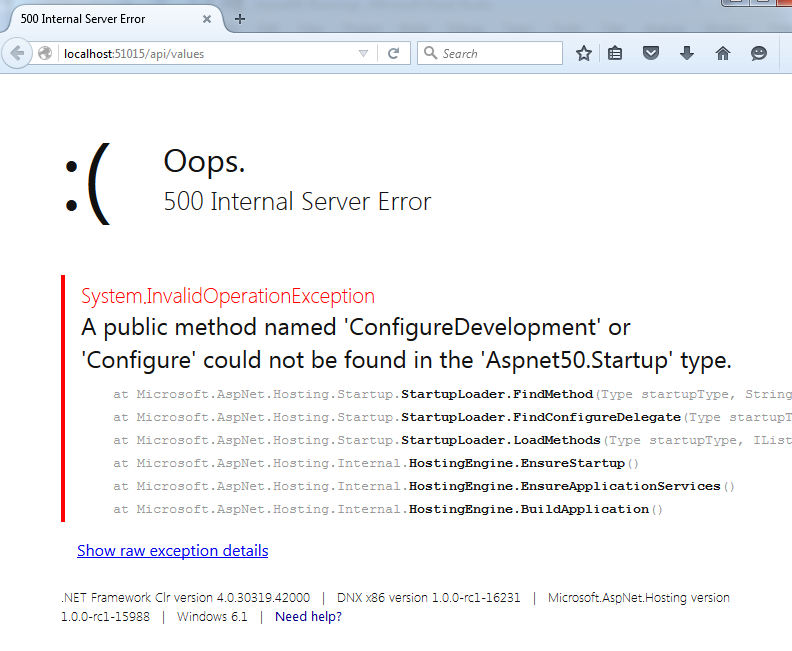 500 Internal Server Error
localhost:51015/api/values
Search
:(
Oops.
500 Internal Server Error
System.InvalidOperationException
A public method named 'ConfigureDevelopment' or
'Configure' could not be found in the 'Aspnet50.Startup' type.
at Microsoft.AspNet.Hosting.Startup.StartupLoader.FindMethod(Type startupType, String
at Microsoft.AspNet.Hosting.Startup.StartupLoader.FindConfigureDelegate(Type startupT
at Microsoft.AspNet.Hosting.Startup.StartupLoader.LoadMethods(Type startupType, IList
at Microsoft.AspNet.Hosting.Internal.HostingEngine.EnsureStartup()
at Microsoft.AspNet.Hosting.Internal.HostingEngine.EnsureApplicationServices()
at Microsoft.AspNet.Hosting.Internal.HostingEngine.BuildApplication()
Show raw exception details
.NET Framework Clr version 4.0.30319.42000 | DNX x86 version 1.0.0-rc1-16231 | Microsoft.AspNet.Hosting version
1.0.0-rc1-15988 | Windows 6.1 | Need help?